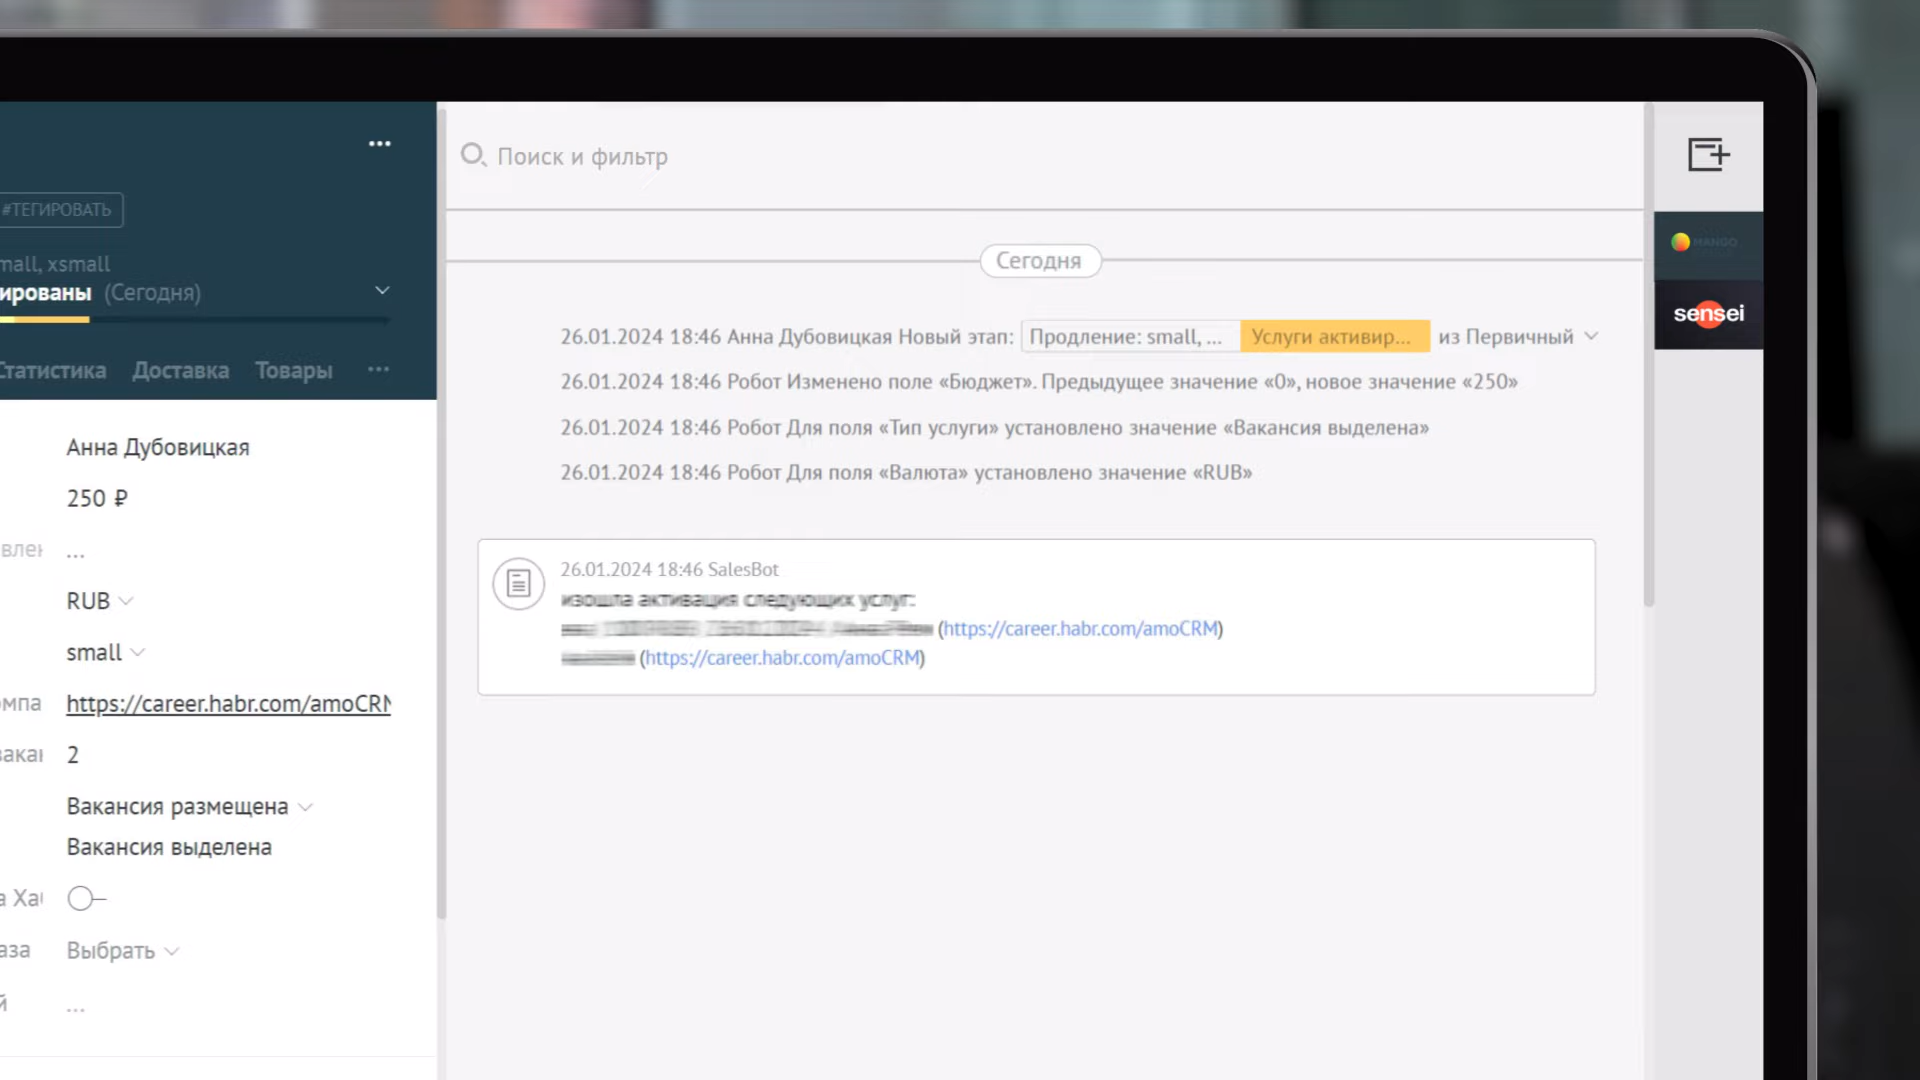 #ТЕГИРОВАТЬ
xsmall
(Сегодня)
Доставка Товары
Анна Дубовицкая
250 ₽
...
RUB
small
https://career.habr.com/amoCR
2
Вакансия размещена
Вакансия выделена
Выбрать
...
Поиск и фильтр
Сегодня
26.01.2024 18:46 Анна Дубовицкая Новый этап: Продление: small, ... Услуги активир... из Первичный
26.01.2024 18:46 Робот Изменено поле «Бюджет». Предыдущее значение «0», новое значение «250»
26.01.2024 18:46 Робот Для поля «Тип услуги» установлено значение «Вакансия выделена»
26.01.2024 18:46 Робот Для поля «Валюта» установлено значение «RUB»
26.01.2024 18:46 SalesBot
активация следующих услуг:
(https://career.habr.com/amoCRM)
(https://career.habr.com/amoCRM)
MANGO
sensei